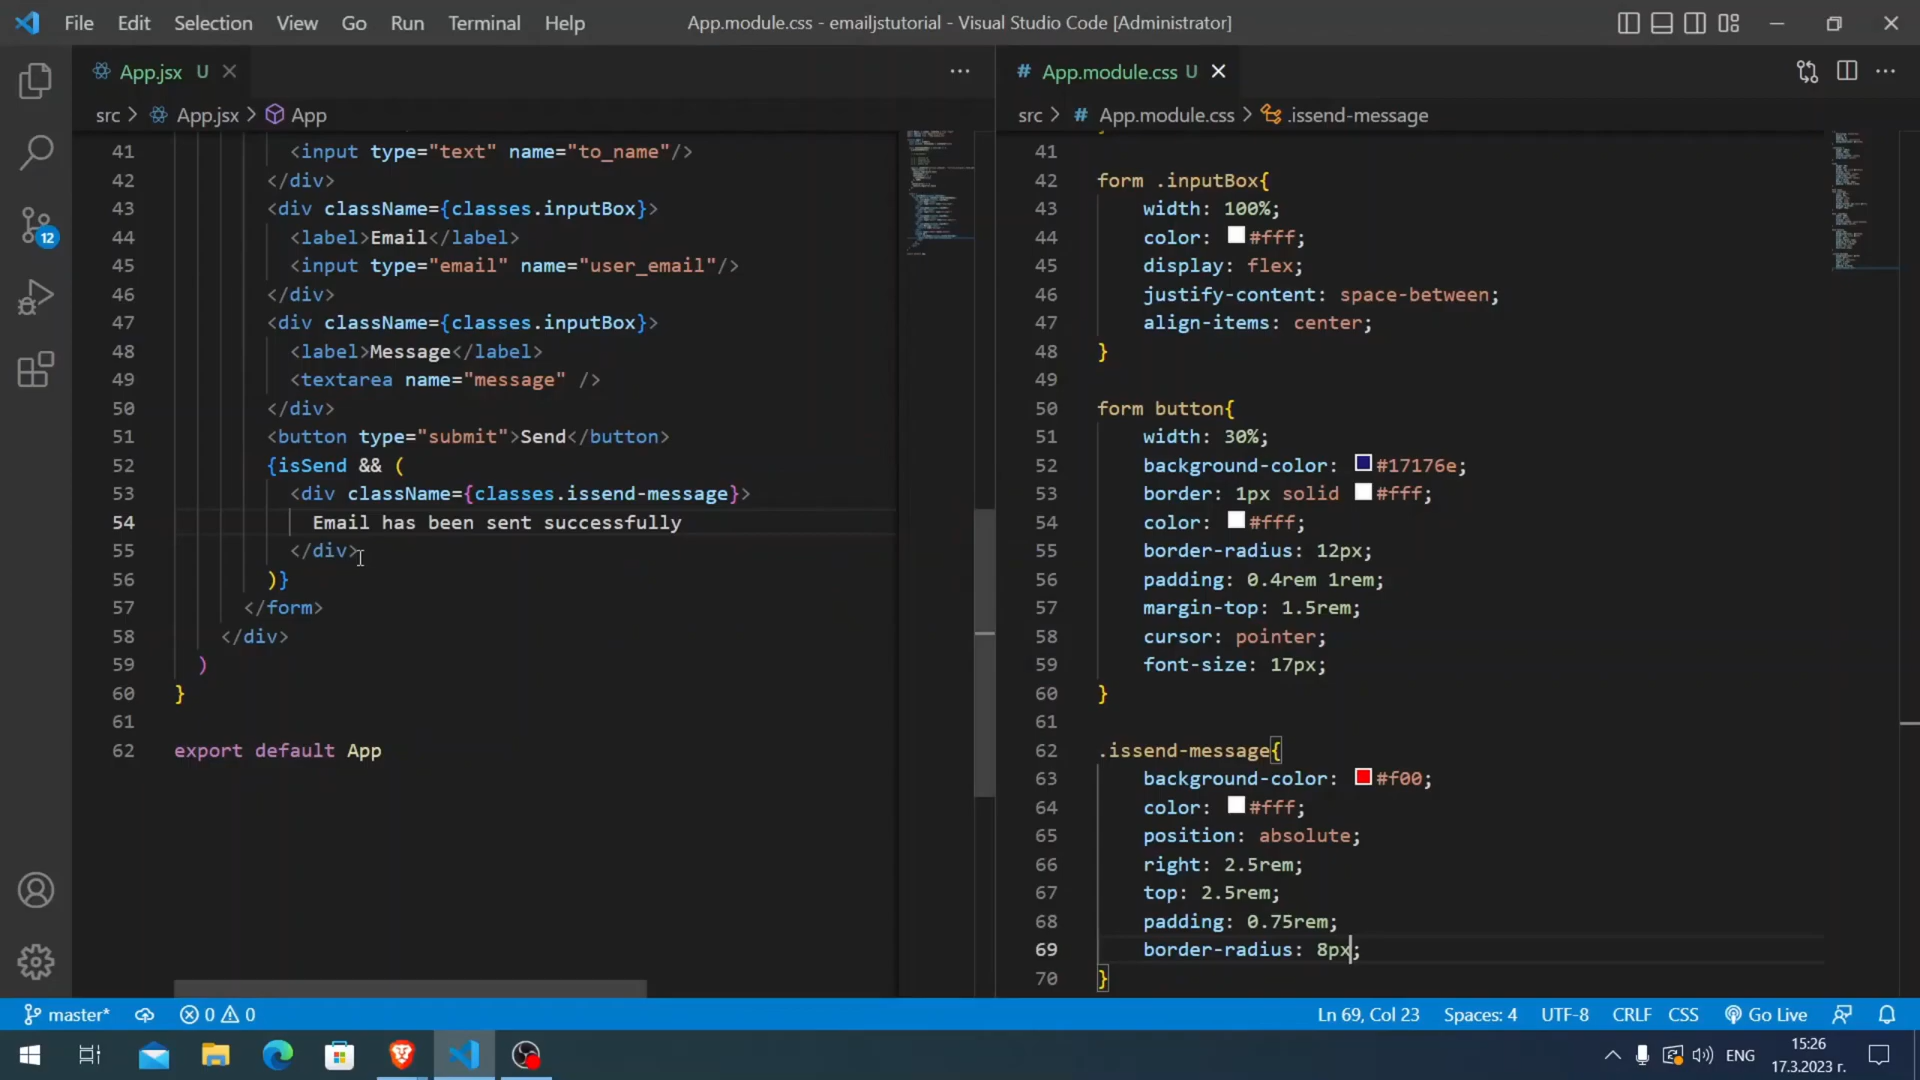 File Edit Selection View Go Run Terminal Help
App.module.css - emailjstutorial - Visual Studio Code [Administrator]
App.jsx U
src > App.jsx > App
41 <input type="text" name="to_name"/>
42 </div>
43 <div className={classes.inputBox}>
44 <label>Email</label>
45 <input type="email" name="user_email"/>
46 </div>
47 <div className={classes.inputBox}>
48 <label>Message</label>
49 <textarea name="message" />
50 </div>
51 <button type="submit">Send</button>
52 {isSend && (
53 <div className={classes.issend-message}>
54 Email has been sent successfully
55 </div>
56 )}
57 </form>
58 </div>
59 )
60 }
61
62 export default App
# App.module.css U
src > # App.module.css > .issend-message
41
42 form .inputBox{
43 width: 100%;
44 color: #fff;
45 display: flex;
46 justify-content: space-between;
47 align-items: center;
48 }
49
50 form button{
51 width: 30%;
52 background-color: #17176e;
53 border: 1px solid #fff;
54 color: #fff;
55 border-radius: 12px;
56 padding: 0.4rem 1rem;
57 margin-top: 1.5rem;
58 cursor: pointer;
59 font-size: 17px;
60 }
61
62 .issend-message{
63 background-color: #f00;
64 color: #fff;
65 position: absolute;
66 right: 2.5rem;
67 top: 2.5rem;
68 padding: 0.75rem;
69 border-radius: 8px;
70 }
12
master* 0 0
Ln 69, Col 23 Spaces: 4 UTF-8 CRLF CSS Go Live
ENG
15:26
17.3.2023 г.